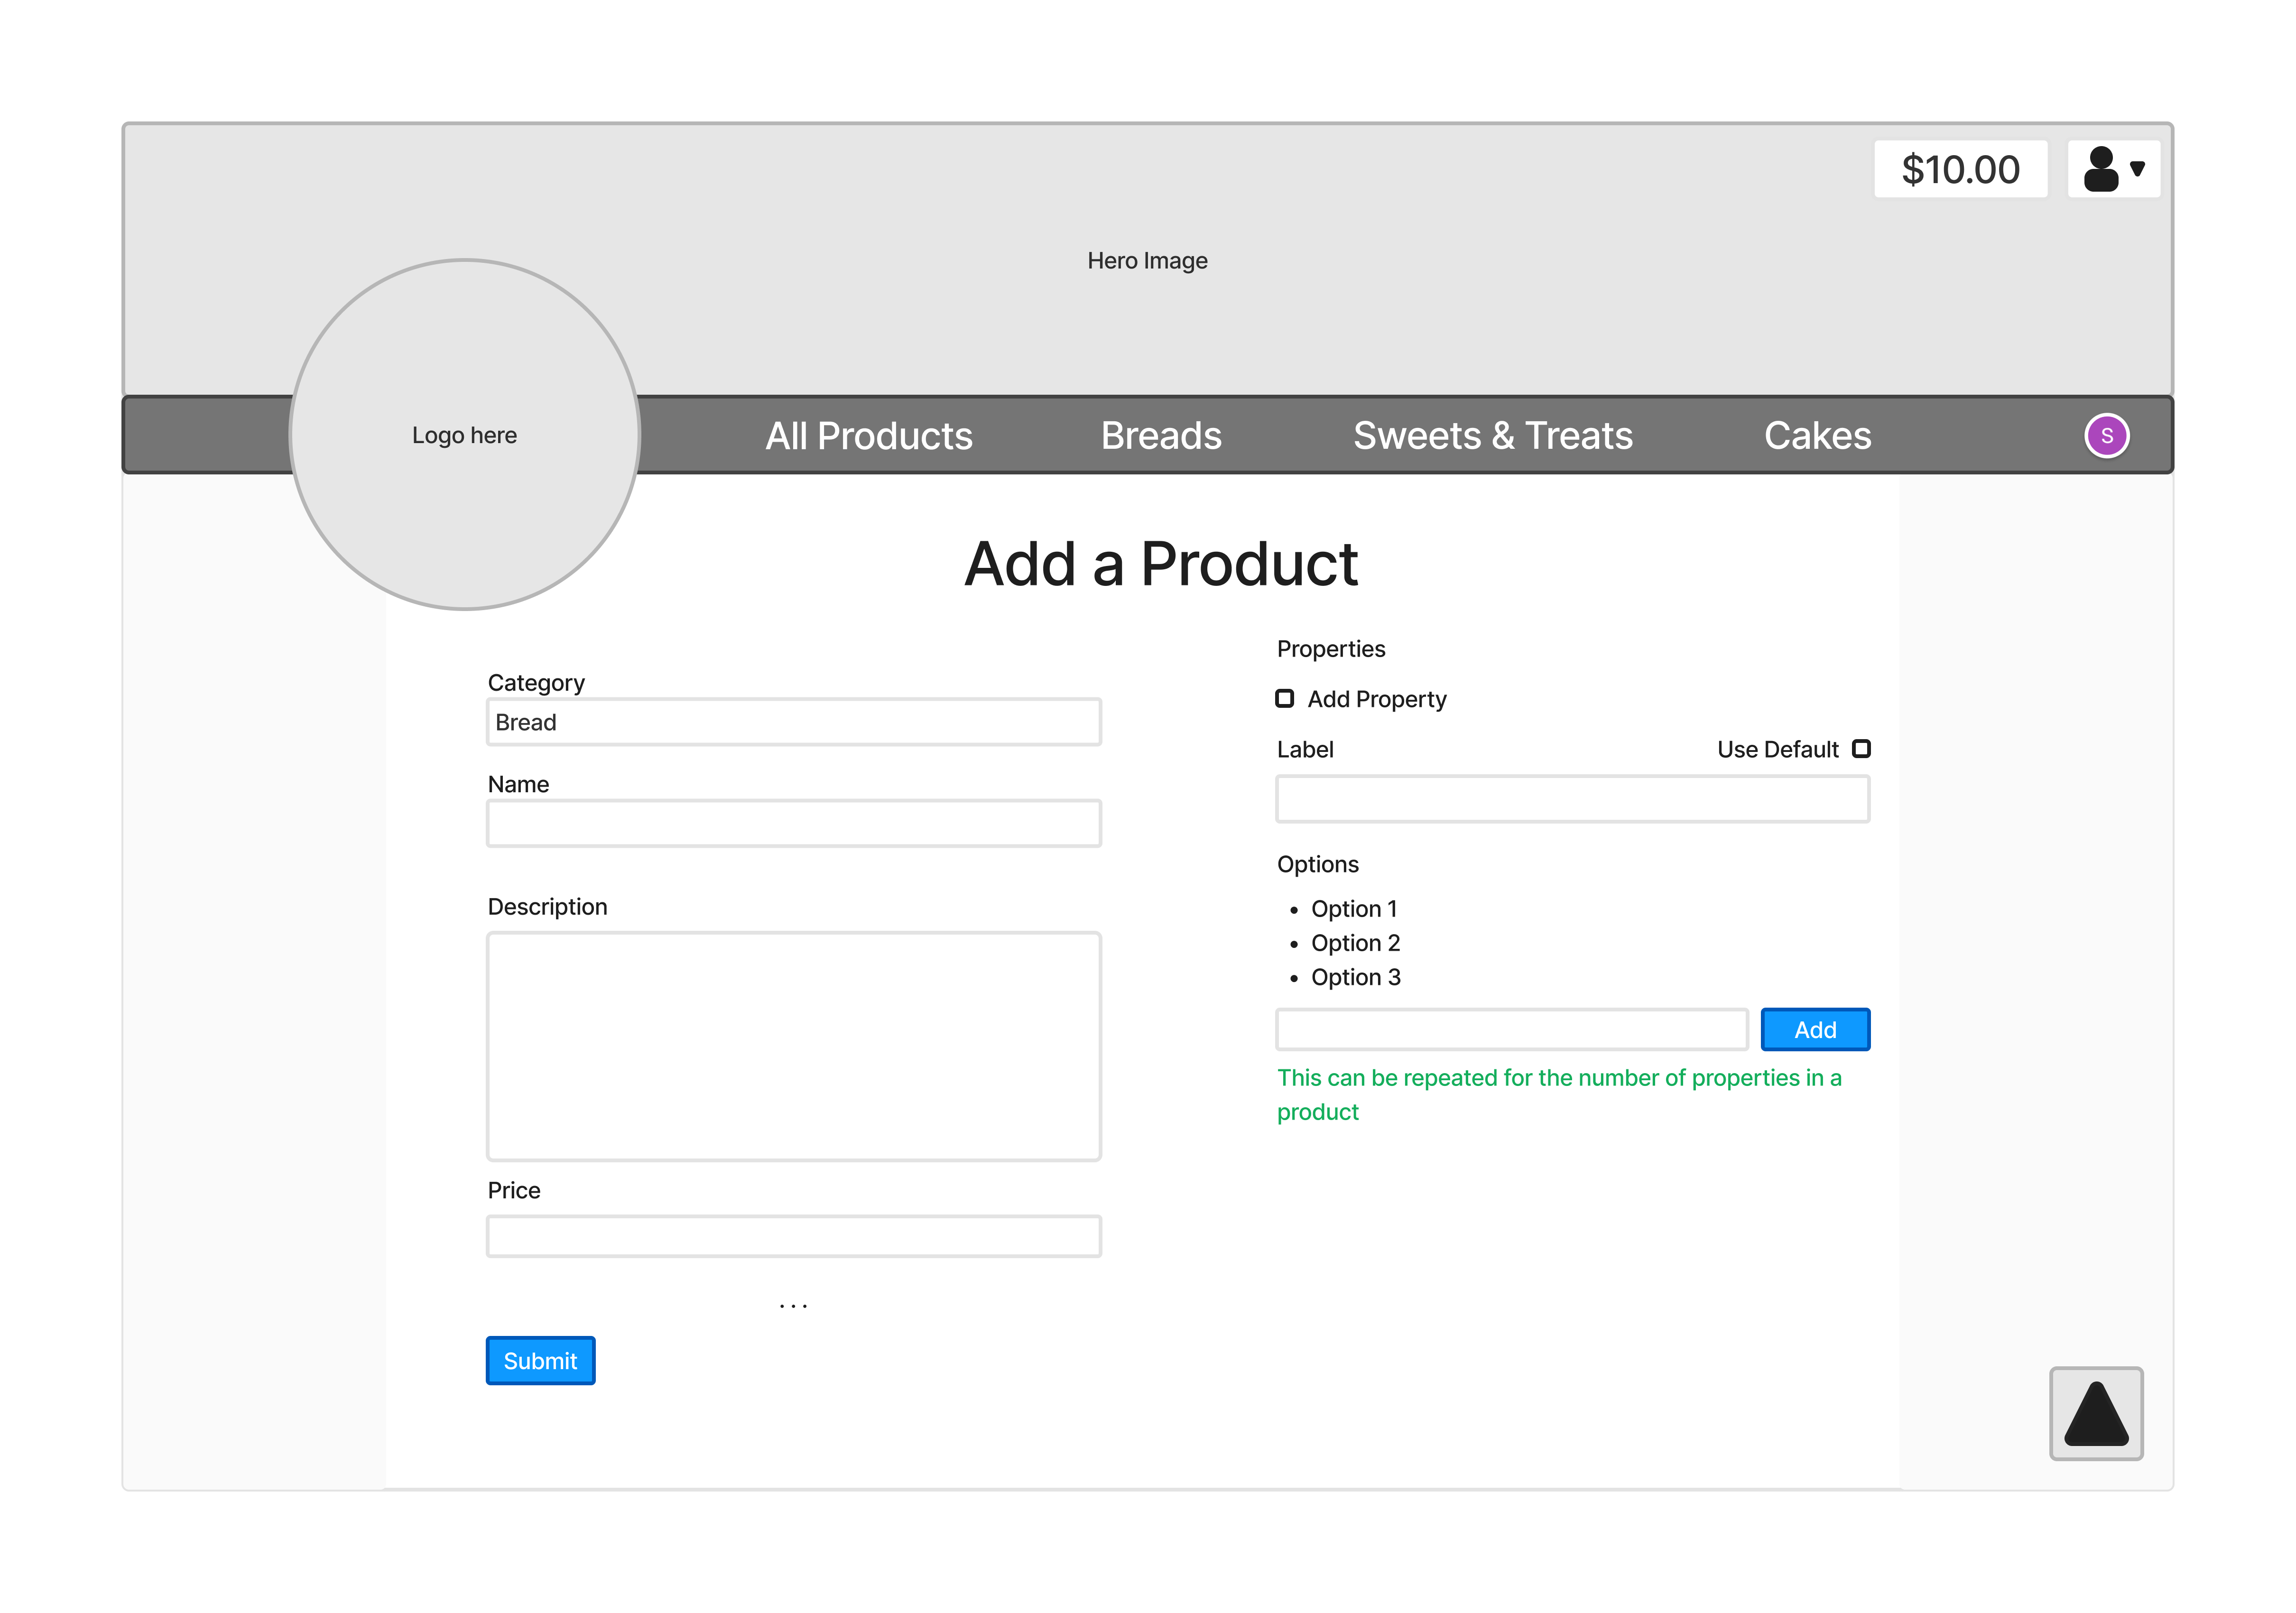 $10.00
Hero Image
Logo here
All Products
Breads
Sweets & Treats
Cakes
S
Add a Product
Category
Bread
Name
Description
Price
. . .
Submit
Properties
Add Property
Label
Use Default
Options
• Option 1
• Option 2
• Option 3
Add
This can be repeated for the number of properties in a
product